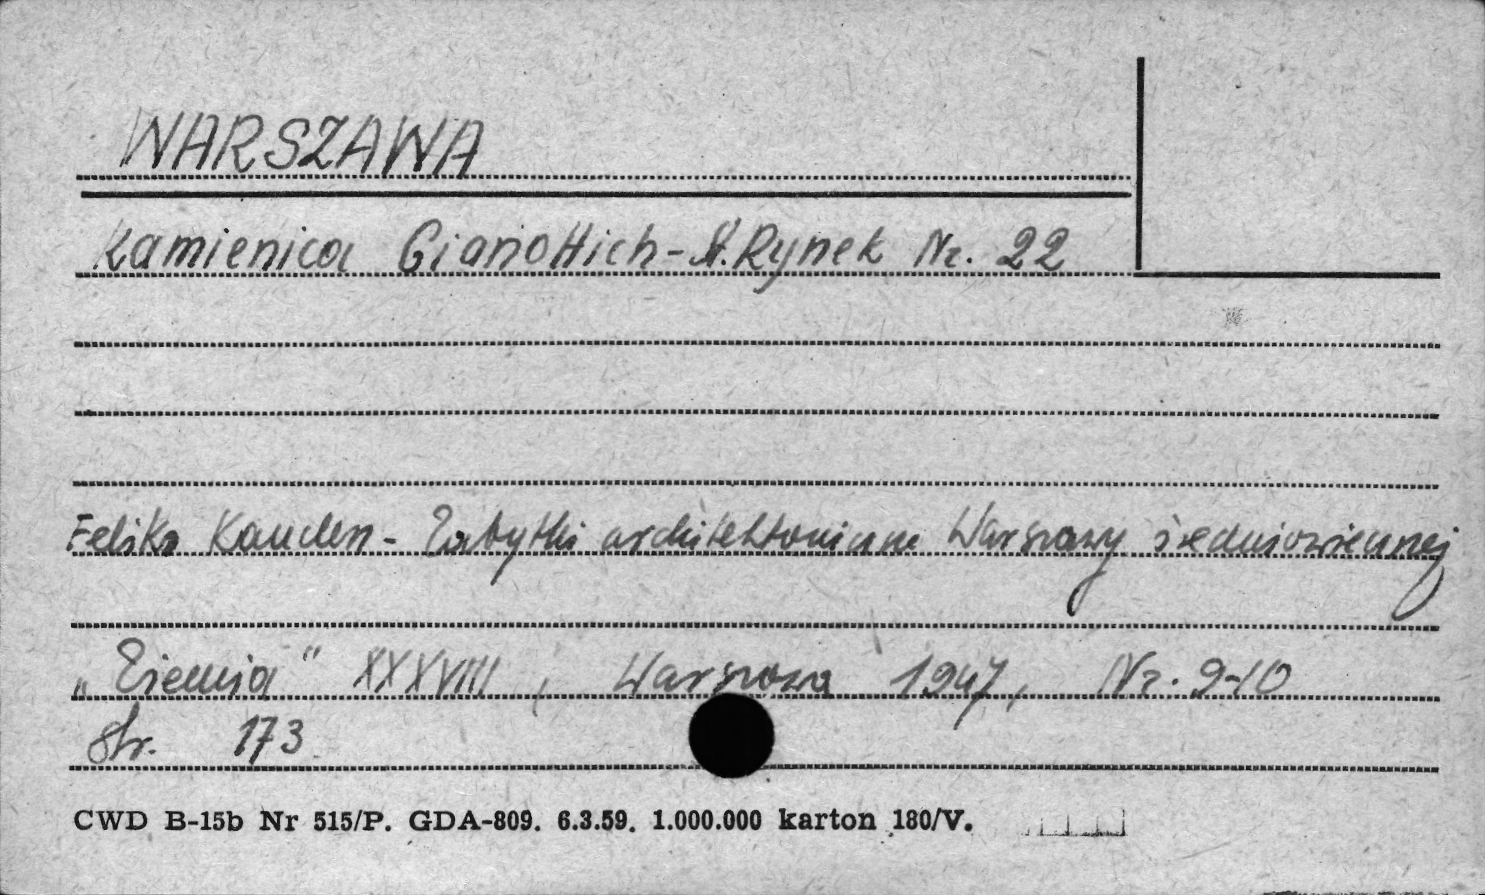 WARSZAWA
Kamienica Gianottich - St. Rynek Nr. 22
Feliks Kanclerz - Zabytki architektoniczne Warszawy średniowiecznej
„Ziemia" XXXVIII, Warszawa 1947, Nr. 9-10
Str. 173
CWD B-15b Nr 515/P. GDA-809. 6.3.59. 1.000.000 karton 180/V.